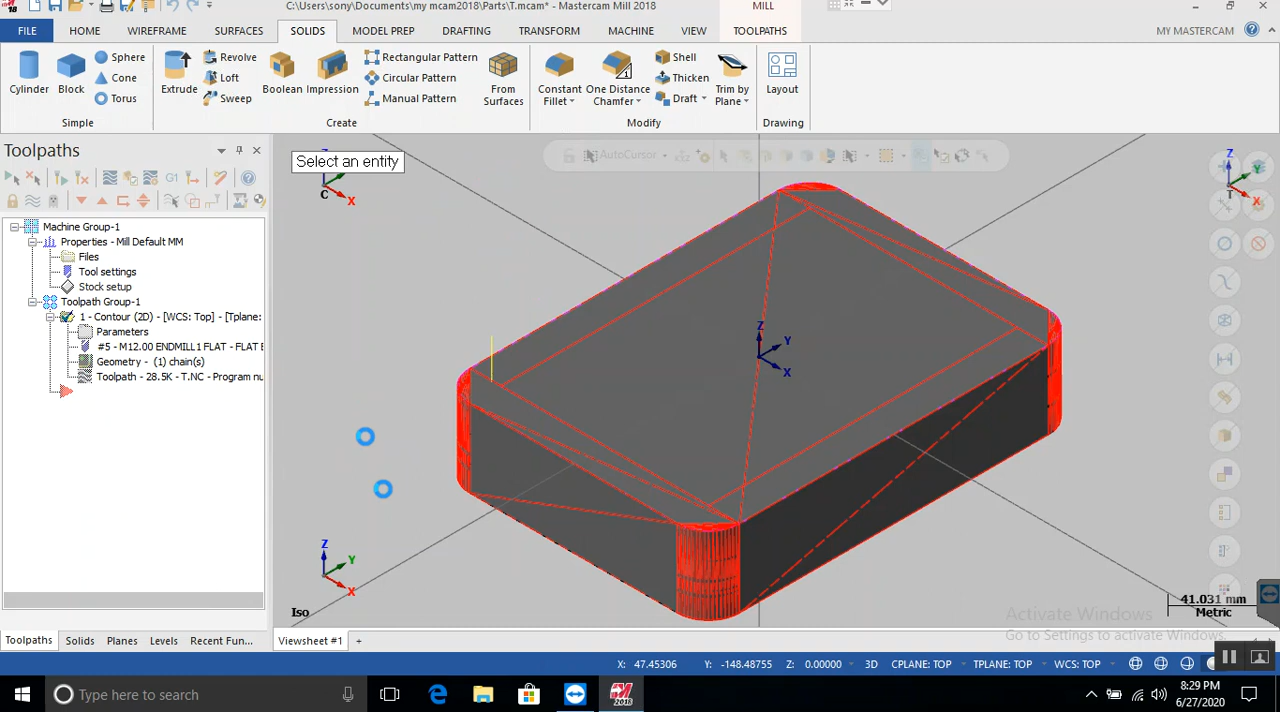 C:\Users\sony\Documents\my mcam2018\Parts\T.mcam* - Mastercam Mill 2018
MILL
FILE HOME WIREFRAME SURFACES SOLIDS MODEL PREP DRAFTING TRANSFORM MACHINE VIEW TOOLPATHS MY MASTERCAM
Sphere Revolve Rectangular Pattern Shell
Cone Loft Circular Pattern Thicken
Cylinder Block Torus Extrude Sweep Boolean Impression Manual Pattern From Surfaces Constant Fillet One Distance Chamfer Draft Trim by Plane Layout
Simple Create Modify Drawing
Toolpaths
Select an entity
AutoCursor
G1
Machine Group-1
Properties - Mill Default MM
Files
Tool settings
Stock setup
Toolpath Group-1
1 - Contour (2D) - [WCS: Top] - [Tplane:
Parameters
#5 - M12.00 ENDMILL1 FLAT - FLAT E
Geometry - (1) chain(s)
Toolpath - 28.5K - T.NC - Program nu
C
X
Z
Y
X
T
Z
Y
X
Z
Y
X
Iso
41.031 mm
Metric
Activate Windows
Go to Settings to activate Windows.
Toolpaths Solids Planes Levels Recent Fun... Viewsheet #1 +
X: 47.45306 Y: -148.48755 Z: 0.00000 3D CPLANE: TOP TPLANE: TOP WCS: TOP
Type here to search
2018
8:29 PM
6/27/2020